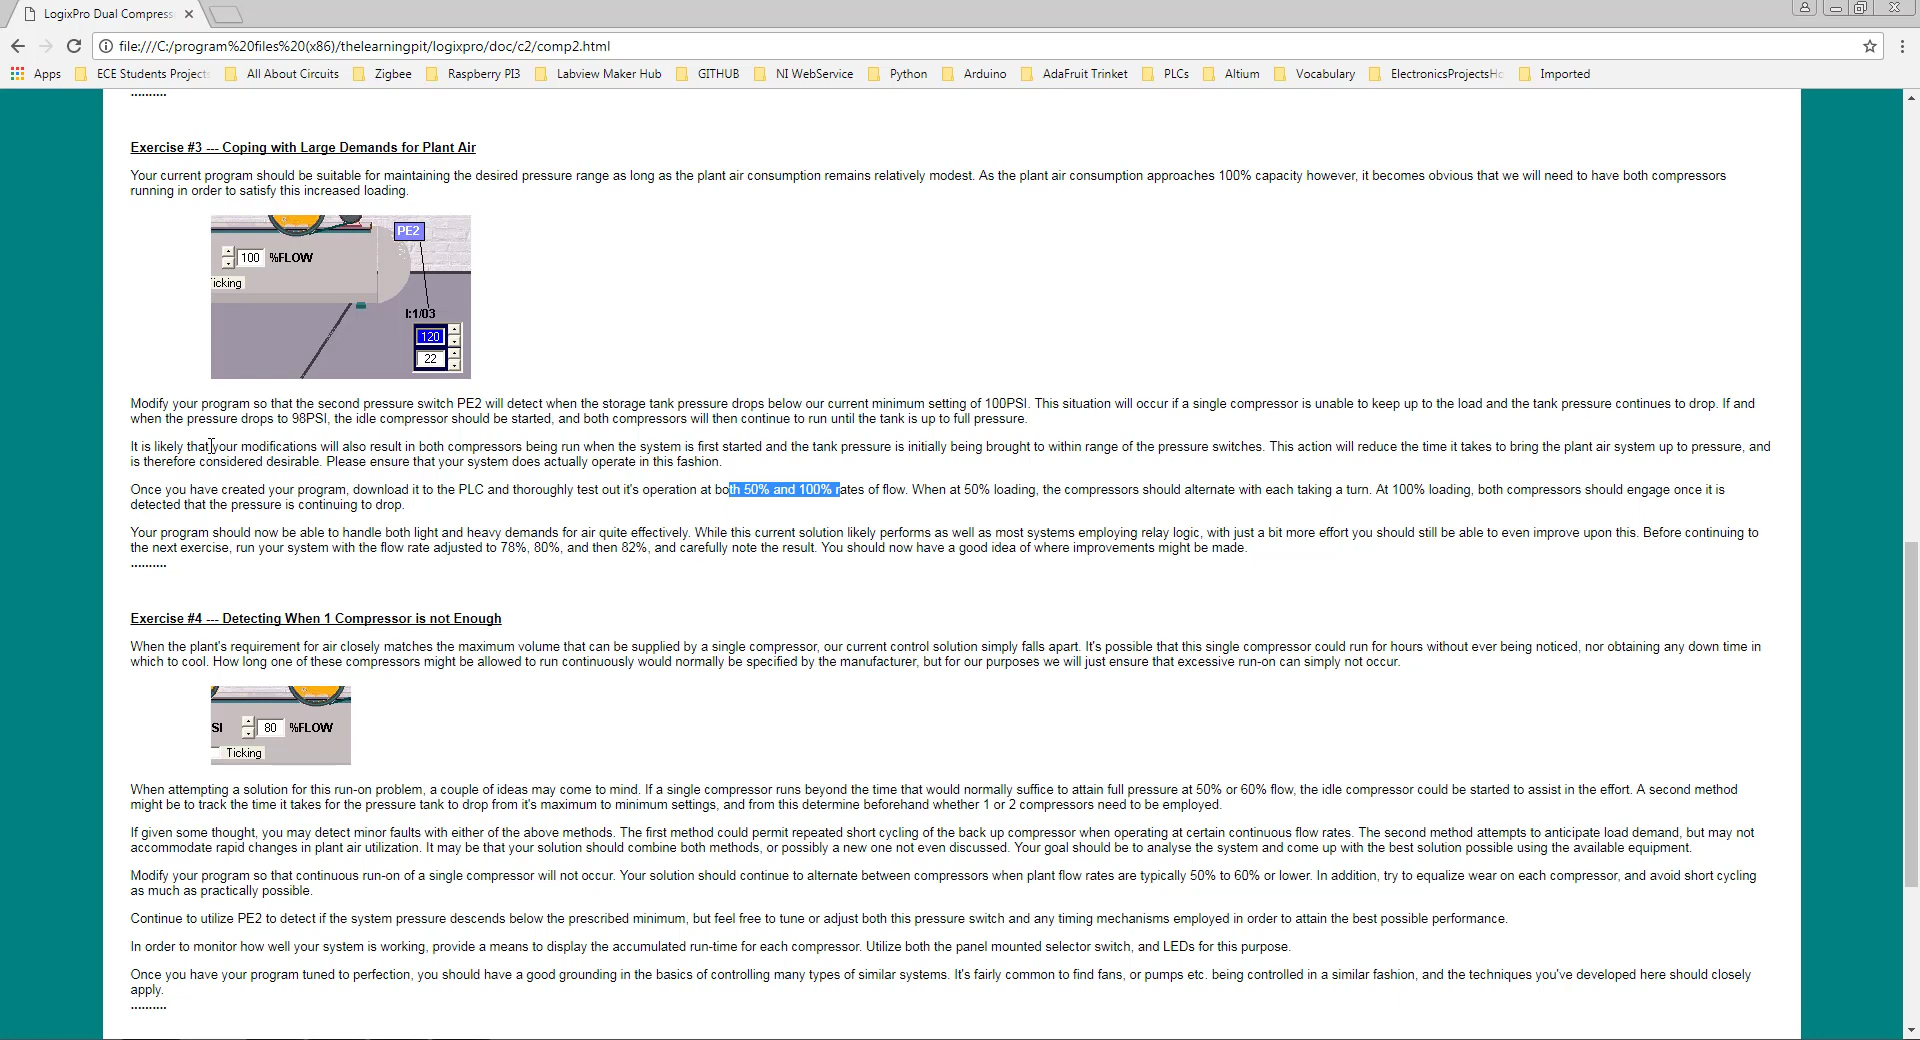 LogixPro Dual Compress
file:///C:/program%20files%20(x86)/thelearningpit/logixpro/doc/c2/comp2.html
Apps ECE Students Project All About Circuits Zigbee Raspberry PI3 Labview Maker Hub GITHUB NI WebService Python Arduino AdaFruit Trinket PLCs Altium Vocabulary ElectronicsProjectsHo Imported
..........
Exercise #3 --- Coping with Large Demands for Plant Air
Your current program should be suitable for maintaining the desired pressure range as long as the plant air consumption remains relatively modest. As the plant air consumption approaches 100% capacity however, it becomes obvious that we will need to have both compressors
running in order to satisfy this increased loading.
PE2
100 %FLOW
icking
I:1/03
120
22
Modify your program so that the second pressure switch PE2 will detect when the storage tank pressure drops below our current minimum setting of 100PSI. This situation will occur if a single compressor is unable to keep up to the load and the tank pressure continues to drop. If and
when the pressure drops to 98PSI, the idle compressor should be started, and both compressors will then continue to run until the tank is up to full pressure.
It is likely that your modifications will also result in both compressors being run when the system is first started and the tank pressure is initially being brought to within range of the pressure switches. This action will reduce the time it takes to bring the plant air system up to pressure, and
is therefore considered desirable. Please ensure that your system does actually operate in this fashion.
Once you have created your program, download it to the PLC and thoroughly test out it's operation at both 50% and 100% rates of flow. When at 50% loading, the compressors should alternate with each taking a turn. At 100% loading, both compressors should engage once it is
detected that the pressure is continuing to drop.
Your program should now be able to handle both light and heavy demands for air quite effectively. While this current solution likely performs as well as most systems employing relay logic, with just a bit more effort you should still be able to even improve upon this. Before continuing to
the next exercise, run your system with the flow rate adjusted to 78%, 80%, and then 82%, and carefully note the result. You should now have a good idea of where improvements might be made.
..........
Exercise #4 --- Detecting When 1 Compressor is not Enough
When the plant's requirement for air closely matches the maximum volume that can be supplied by a single compressor, our current control solution simply falls apart. It's possible that this single compressor could run for hours without ever being noticed, nor obtaining any down time in
which to cool. How long one of these compressors might be allowed to run continuously would normally be specified by the manufacturer, but for our purposes we will just ensure that excessive run-on can simply not occur.
SI 80 %FLOW
Ticking
When attempting a solution for this run-on problem, a couple of ideas may come to mind. If a single compressor runs beyond the time that would normally suffice to attain full pressure at 50% or 60% flow, the idle compressor could be started to assist in the effort. A second method
might be to track the time it takes for the pressure tank to drop from it's maximum to minimum settings, and from this determine beforehand whether 1 or 2 compressors need to be employed.
If given some thought, you may detect minor faults with either of the above methods. The first method could permit repeated short cycling of the back up compressor when operating at certain continuous flow rates. The second method attempts to anticipate load demand, but may not
accommodate rapid changes in plant air utilization. It may be that your solution should combine both methods, or possibly a new one not even discussed. Your goal should be to analyse the system and come up with the best solution possible using the available equipment.
Modify your program so that continuous run-on of a single compressor will not occur. Your solution should continue to alternate between compressors when plant flow rates are typically 50% to 60% or lower. In addition, try to equalize wear on each compressor, and avoid short cycling
as much as practically possible.
Continue to utilize PE2 to detect if the system pressure descends below the prescribed minimum, but feel free to tune or adjust both this pressure switch and any timing mechanisms employed in order to attain the best possible performance.
In order to monitor how well your system is working, provide a means to display the accumulated run-time for each compressor. Utilize both the panel mounted selector switch, and LEDs for this purpose.
Once you have your program tuned to perfection, you should have a good grounding in the basics of controlling many types of similar systems. It's fairly common to find fans, or pumps etc. being controlled in a similar fashion, and the techniques you've developed here should closely
apply.
..........